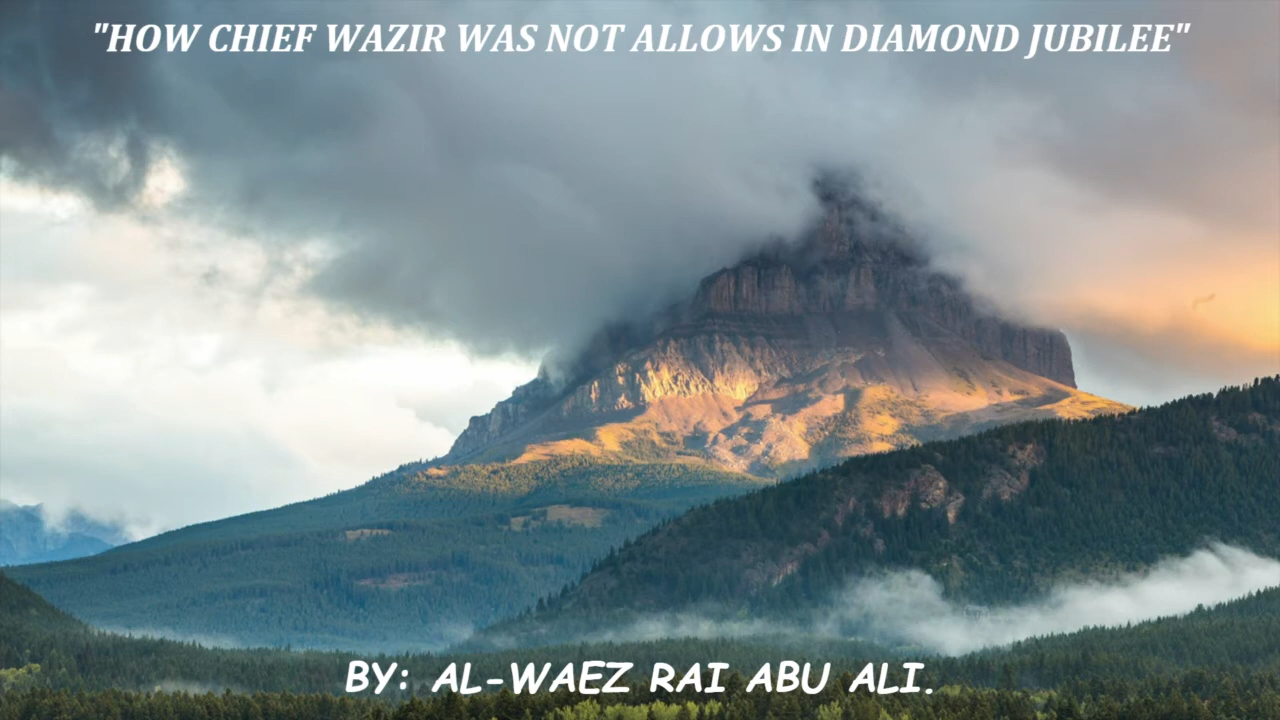 "HOW CHIEF WAZIR WAS NOT ALLOWS IN DIAMOND JUBILEE"
BY: AL-WAEZ RAI ABU ALI.